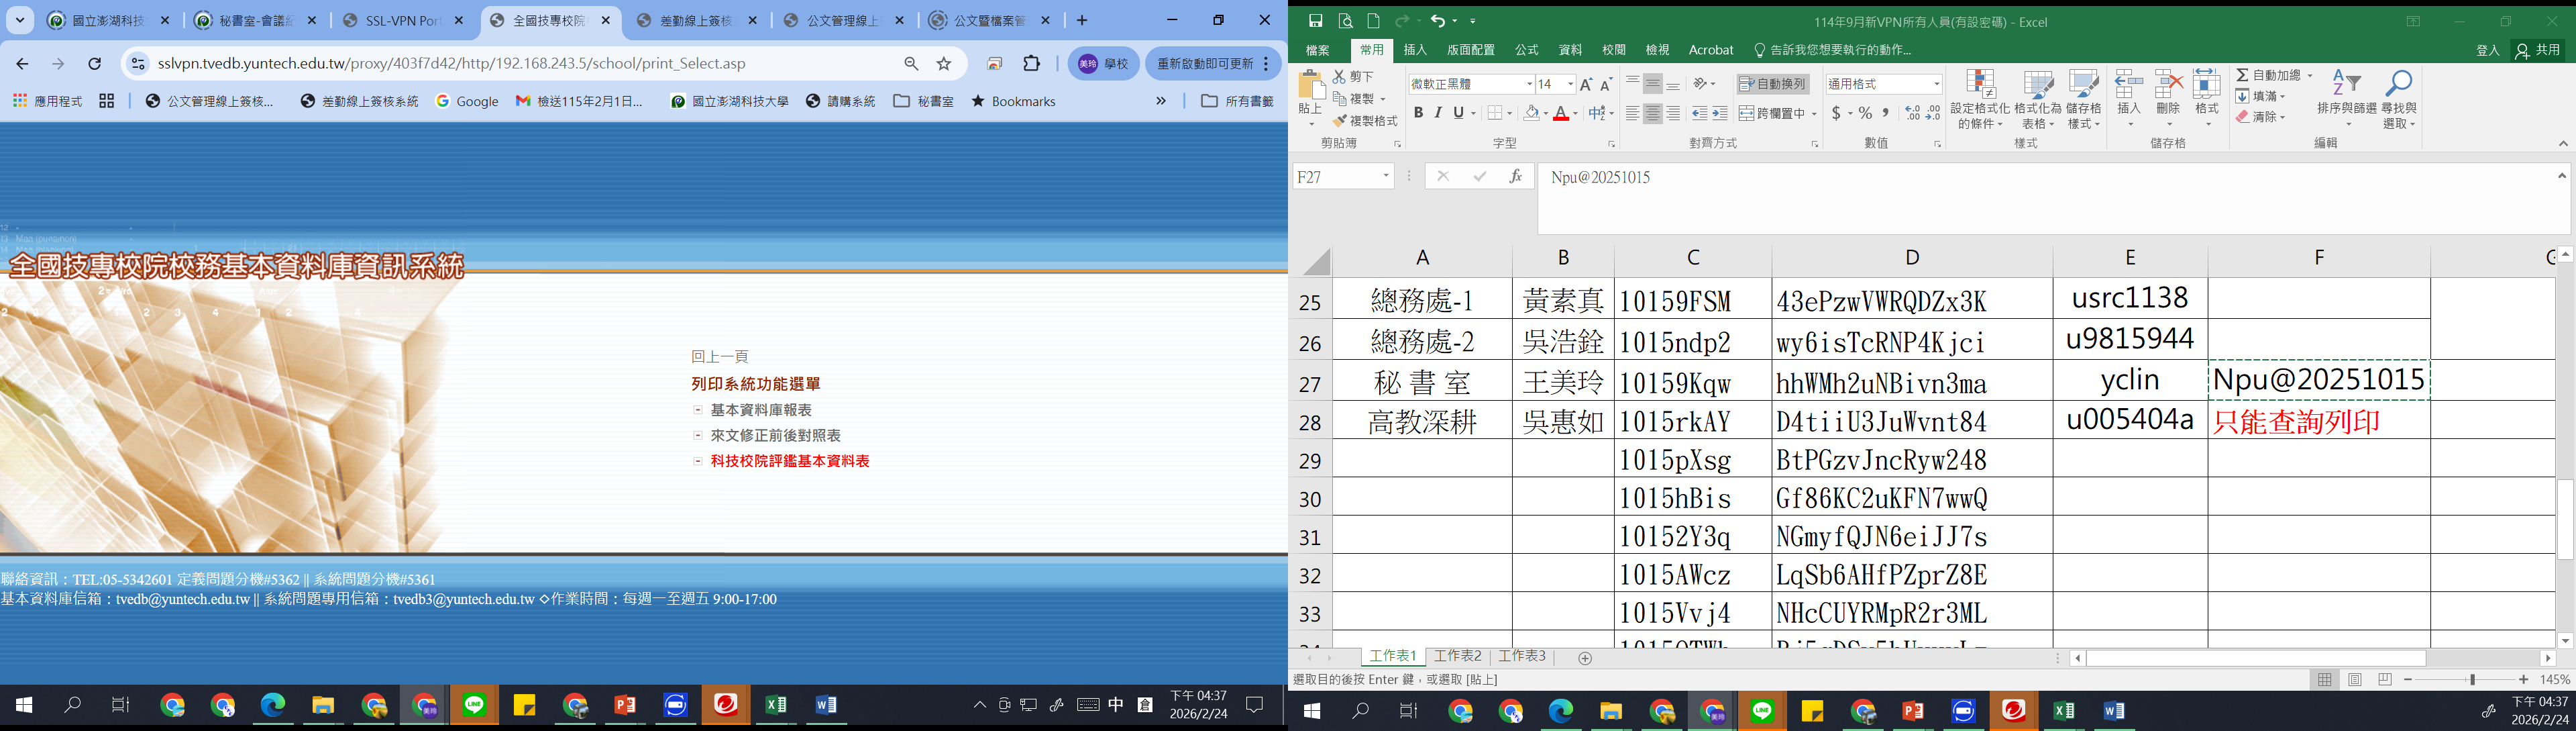 國立澎湖科技
秘書室-會議
SSL-VPN Por
全國技專校院
差勤線上簽核
公文管理線上
公文暨檔案管
sslvpn.tvedb.yuntech.edu.tw/proxy/403f7d42/http/192.168.243.5/school/print_Select.asp
美玲 學校
重新啟動即可更新
應用程式
公文管理線上簽核...
差勤線上簽核系統
Google
檢送115年2月1日...
國立澎湖科技大學
請購系統
秘書室
Bookmarks
所有書籤
全國技專校院校務基本資料庫資訊系統
回上一頁
列印系統功能選單
基本資料庫報表
來文修正前後對照表
科技校院評鑑基本資料表
聯絡資訊：TEL:05-5342601 定義問題分機#5362 || 系統問題分機#5361
基本資料庫信箱：tvedb@yuntech.edu.tw || 系統問題專用信箱：tvedb3@yuntech.edu.tw ◇作業時間：每週一至週五 9:00-17:00
中
倉
下午 04:37
2026/2/24
114年9月新VPN所有人員(有設密碼) - Excel
檔案 常用 插入 版面配置 公式 資料 校閱 檢視 Acrobat 告訴我您想要執行的動作... 登入 共用
貼上
剪下
複製
複製格式
剪貼簿
微軟正黑體 14
B I U
字型
自動換列
跨欄置中
對齊方式
通用格式
$ % ,
數值
設定格式化的條件
格式化為表格
儲存格樣式
樣式
插入 刪除 格式
儲存格
自動加總
填滿
清除
排序與篩選
尋找與選取
編輯
F27 fx Npu@20251015
A B C D E F
25 總務處-1 黃素真 10159FSM 43ePzwVWRQDZx3K usrc1138
26 總務處-2 吳浩銓 1015ndp2 wy6isTcRNP4Kjci u9815944
27 秘 書 室 王美玲 10159Kqw hhWMh2uNBivn3ma yclin Npu@20251015
28 高教深耕 吳惠如 1015rkAY D4tiiU3JuWvnt84 u005404a 只能查詢列印
29 1015pXsg BtPGzvJncRyw248
30 1015hBis Gf86KC2uKFN7wwQ
31 10152Y3q NGmyfQJN6eiJJ7s
32 1015AWcz LqSb6AHfPZprZ8E
33 1015Vvj4 NHcCUYRMpR2r3ML
工作表1 工作表2 工作表3
選取目的後按 Enter 鍵，或選取 [貼上]
145%
下午 04:37
2026/2/24